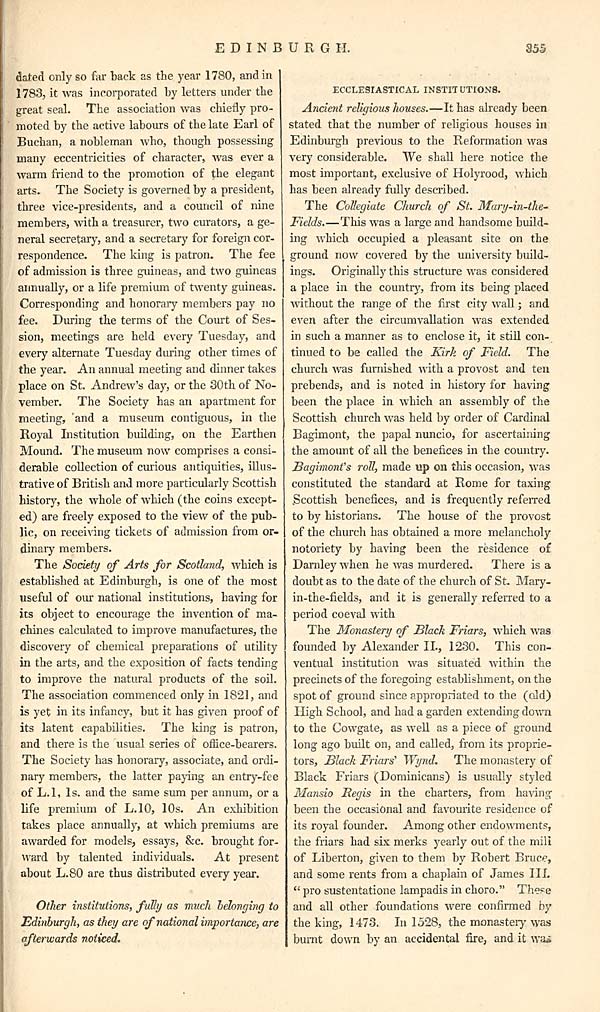 EDINBURGH.
355
dated only so far back as the year 1780, and in
1783, it was incorporated by letters under the
great seal. The association was chiefly pro-
moted by the active labours of the late Earl of
Buchan, a nobleman who, though possessing
many eccentricities of character, was ever a
warm friend to the promotion of the elegant
arts. The Society is governed by a president,
three vice-presidents, and a council of nine
members, with a treasurer, two curators, a ge-
neral secretary, and a secretary for foreign cor-
respondence. The king is patron. The fee
of admission is three guineas, and two guineas
annually, or a life premium of twenty guineas.
Corresponding and honorary members pay no
fee. During the terms of the Court of Ses-
sion, meetings are held every Tuesday, and
every alternate Tuesday during other times of
the year. An annual meeting and dinner takes
place on St. Andrew's day, or the 30th of No-
vember. The Society has an apartment for
meeting, and a museum contiguous, in the
Royal Institution building, on the Earthen
Mound. The museum now comprises a consi-
derable collection of curious antiquities, illus-
trative of British and more particularly Scottish
history, the whole of which (the coins except-
ed) are freely exposed to the view of the pub-
lic, on receiving tickets of admission from or-
dinary members.
The Society of Arts for Scotland, which is
established at Edinburgh, is one of the most
useful of our national institutions, having for
its object to encourage the invention of ma-
chines calculated to improve manufactures, the
discovery of chemical preparations of utility
in the arts, and the exposition of facts tending
to improve the natural products of the soil.
The association commenced only in 1821, and
is yet in its infancy, but it has given proof of
its latent capabilities. The king is patron,
and there is the usual series of office-bearers.
The Society has honorary, associate, and ordi-
nary members, the latter paying an entry-fee
of L.1, 1s. and the same sum per annum, or a
life premium of L.10, 10s. An exhibition
takes place annually, at which premiums are
awarded for models, essays, &c. brought for-
ward by talented individuals. At present
about L.80 are thus distributed every year.
Other institutions, fully as much belonging to
Edinburgh, as they are of national importance, are
afterwards noticed.
ECCLESIASTICAL INSTITUTIONS.
Ancient religious houses.—It has already been
stated that the number of religious houses in
Edinburgh previous to the Reformation was
very considerable. We shall here notice the
most important, exclusive of Holyrood, which
has been already fully described.
The Collegiate Church of St. Mary-in-the-
Fields.—This was a large and handsome build-
ing which occupied a pleasant site on the
ground now covered by the university build-
ings. Originally this structure was considered
a place in the country, from its being placed
without the range of the first city wall; and
even after the circumvallation was extended
in such a manner as to enclose it, it still con-
tinued to be called the Kirk of Field. The
church was furnished with a provost and ten
prebends, and is noted in history for having
been the place in which an assembly of the
Scottish church was held by order of Cardinal
Bagimont, the papal nuncio, for ascertaining
the amount of all the benefices in the country.
Bagimont's roll, made up on this occasion, was
constituted the standard at Rome for taxing
Scottish benefices, and is frequently referred
to by historians. The house of the provost
of the church has obtained a more melancholy
notoriety by having been the residence of
Darnley when he was murdered. There is a
doubt as to the date of the church of St. Mary-
in-the-fields, and it is generally referred to a
period coeval with
The Monastery of Black Friars, which was
founded by Alexander II., 1230. This con-
ventual institution was situated within the
precincts of the foregoing establishment, on the
spot of ground since appropriated to the (old)
High School, and had a garden extending down
to the Cowgate, as well as a piece of ground
long ago built on, and called, from its proprie-
tors, Black Friars' Wynd. The monastery of
Black Friars (Dominicans) is usually styled
Mansio Regis in the charters, from having
been the occasional and favourite residence of
its royal founder. Among other endowments,
the friars had six merks yearly out of the mill
of Liberton, given to them by Robert Bruce,
and some rents from a chaplain of James III.
"pro sustentatione lampadis in choro." These
and all other foundations were confirmed by
the king, 1473. In 1528, the monastery was
burnt down by an accidental fire, and it was